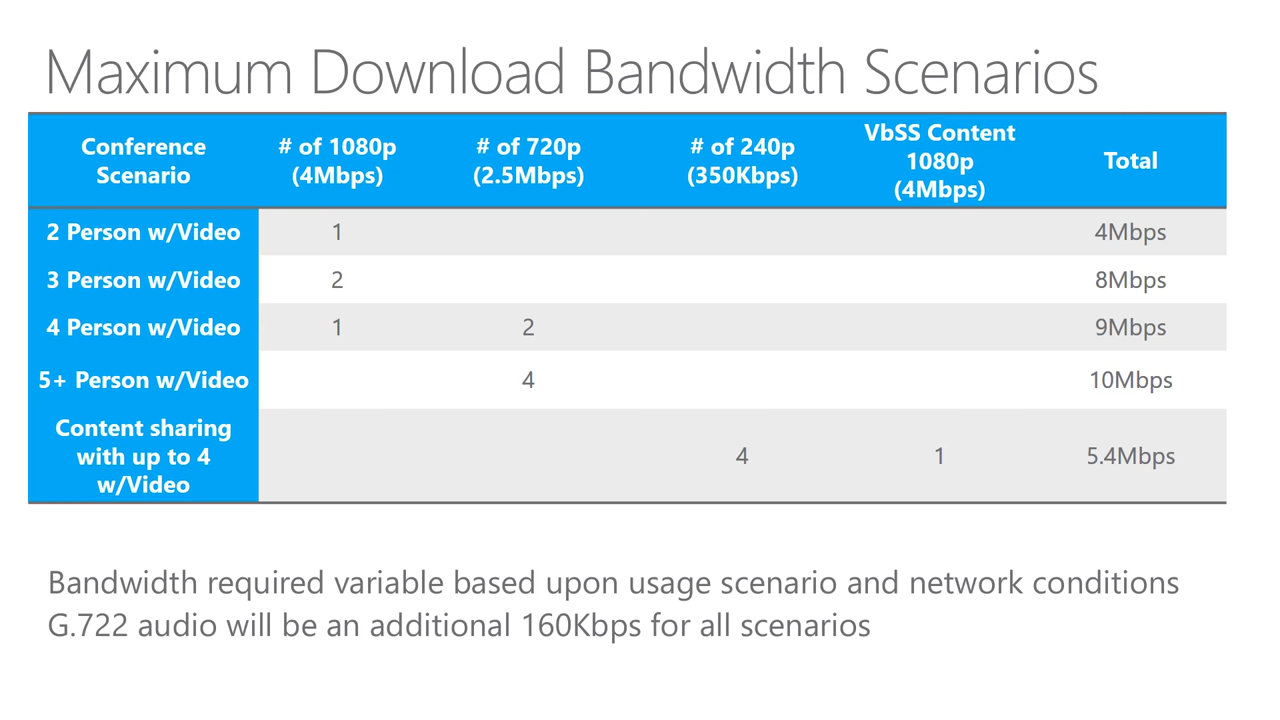 Maximum Download Bandwidth Scenarios
Conference Scenario # of 1080p (4Mbps) # of 720p (2.5Mbps) # of 240p (350Kbps) VbSS Content 1080p (4Mbps) Total
2 Person w/Video 1 4Mbps
3 Person w/Video 2 8Mbps
4 Person w/Video 1 2 9Mbps
5+ Person w/Video 4 10Mbps
Content sharing with up to 4 w/Video 4 1 5.4Mbps
Bandwidth required variable based upon usage scenario and network conditions
G.722 audio will be an additional 160Kbps for all scenarios